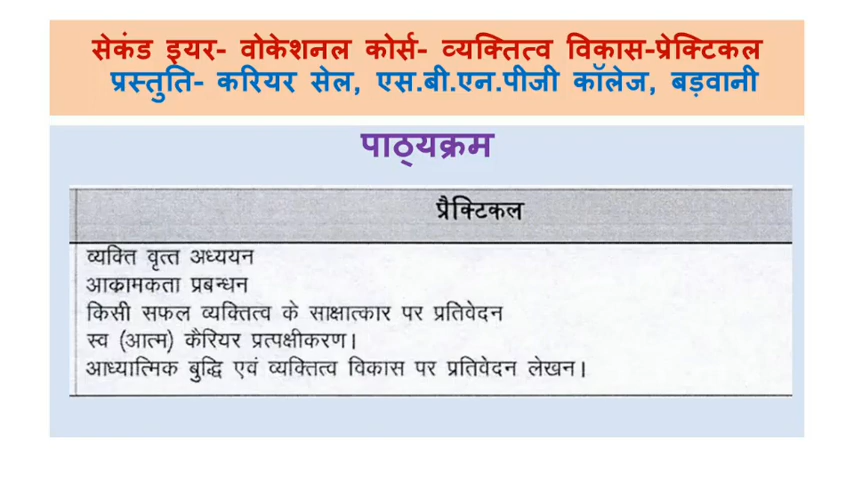 सेकंड इयर- वोकेशनल कोर्स- व्यक्तित्व विकास-प्रेक्टिकल
प्रस्तुति- करियर सेल, एस.बी.एन.पीजी कॉलेज, बड़वानी
पाठ्यक्रम
प्रैक्टिकल
व्यक्ति वृत्त अध्ययन
आक्रामकता प्रबन्धन
किसी सफल व्यक्तित्व के साक्षात्कार पर प्रतिवेदन
स्व (आत्म) कैरियर प्रत्पक्षीकरण।
आध्यात्मिक बुद्धि एवं व्यक्तित्व विकास पर प्रतिवेदन लेखन।